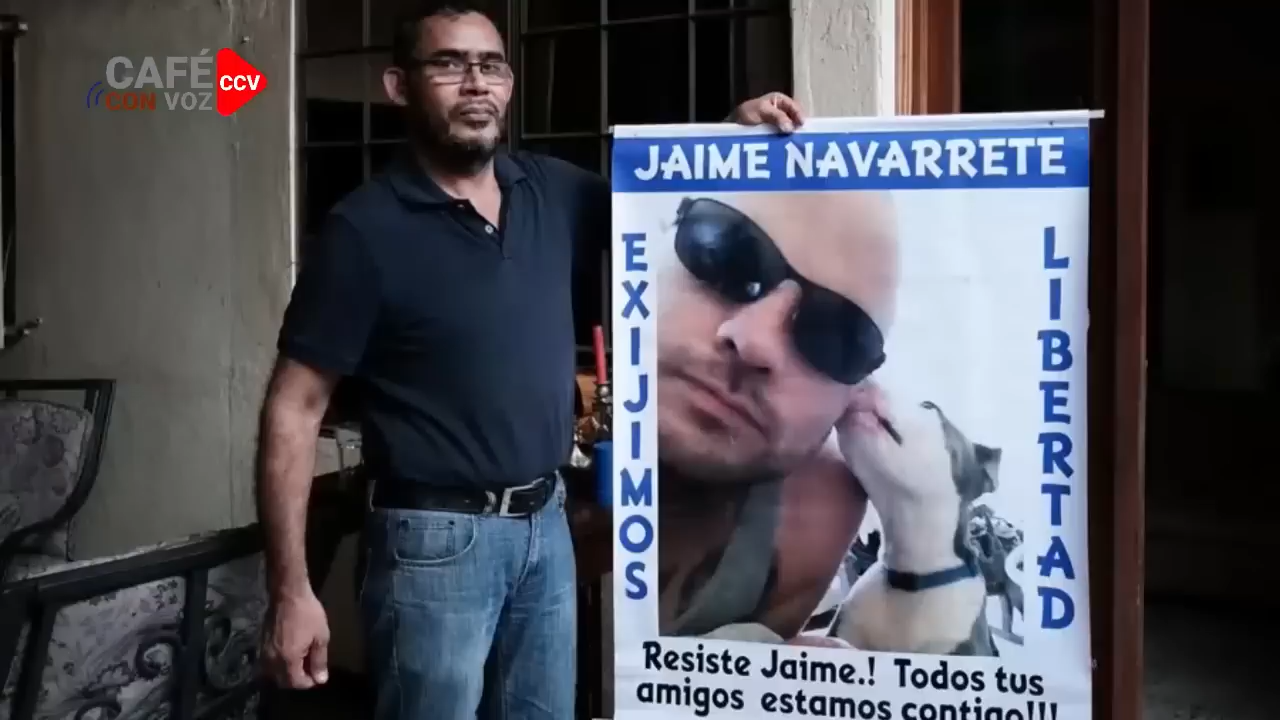 CAFÉ
CON VOZ
CCV
JAIME NAVARRETE
EXIJIMOS
LIBERTAD
Resiste Jaime.! Todos tus
amigos estamos contigo!!!